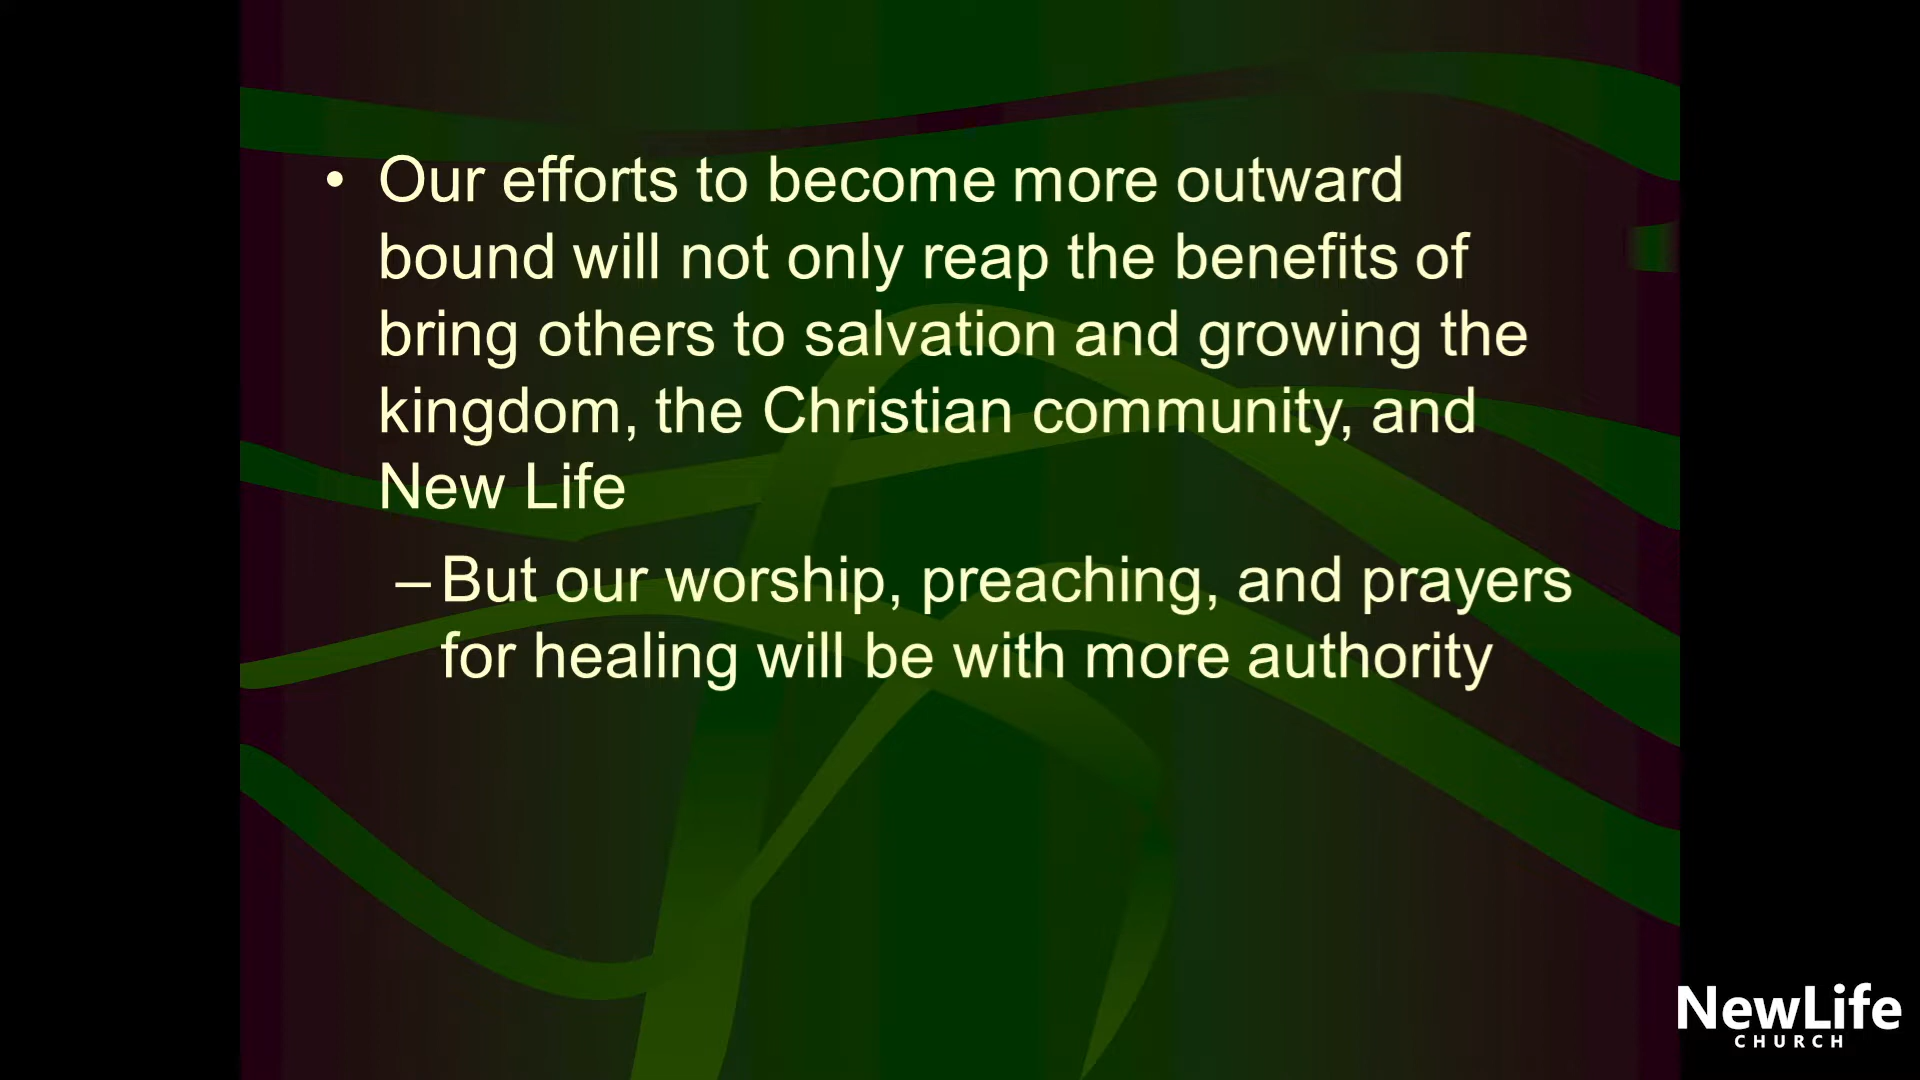 • Our efforts to become more outward
bound will not only reap the benefits of
bring others to salvation and growing the
kingdom, the Christian community, and
New Life
– But our worship, preaching, and prayers
for healing will be with more authority
NewLife
CHURCH